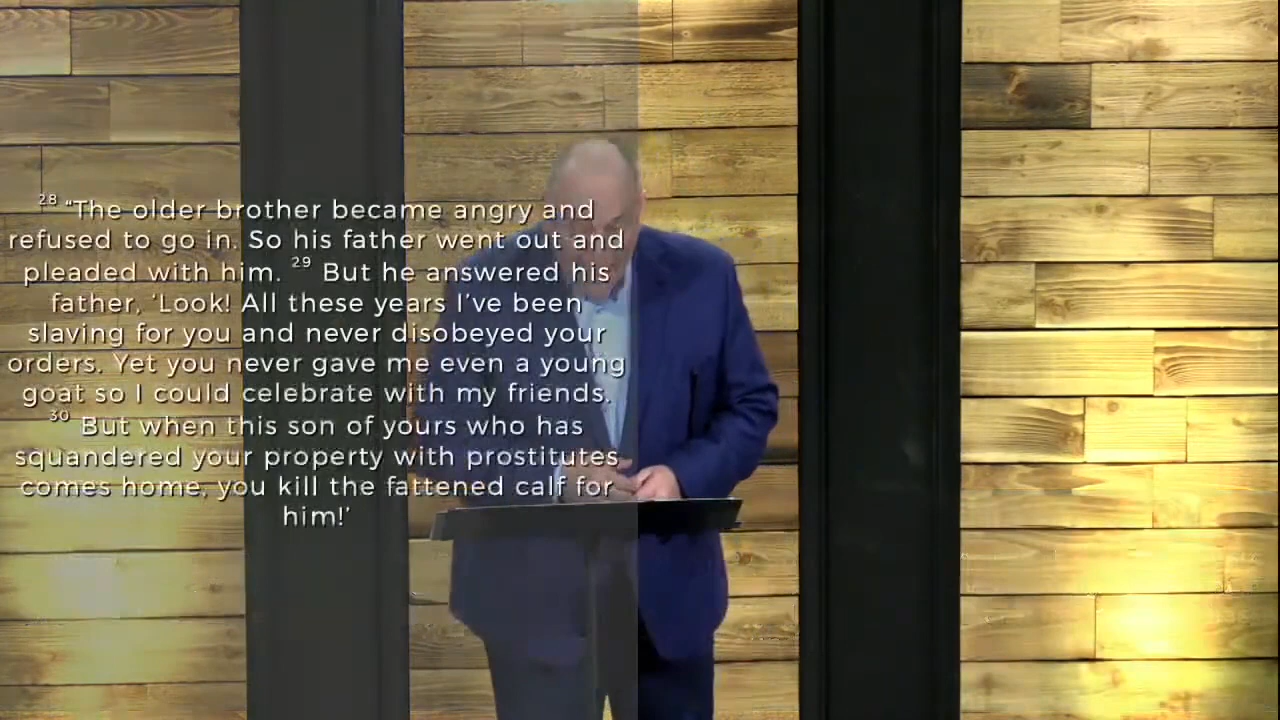 28 “The older brother became angry and
refused to go in. So his father went out and
pleaded with him. 29 But he answered his
father, ‘Look! All these years I’ve been
slaving for you and never disobeyed your
orders. Yet you never gave me even a young
goat so I could celebrate with my friends.
30 But when this son of yours who has
squandered your property with prostitutes
comes home, you kill the fattened calf for
him!’